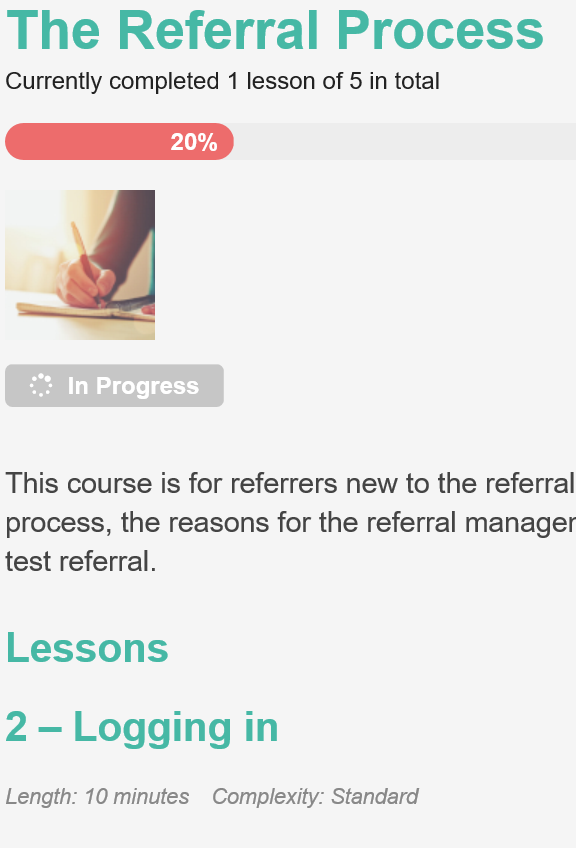 The Referral Process
Currently completed 1 lesson of 5 in total
20%
In Progress
This course is for referrers new to the referral
process, the reasons for the referral manager
test referral.
Lessons
2 – Logging in
Length: 10 minutes Complexity: Standard